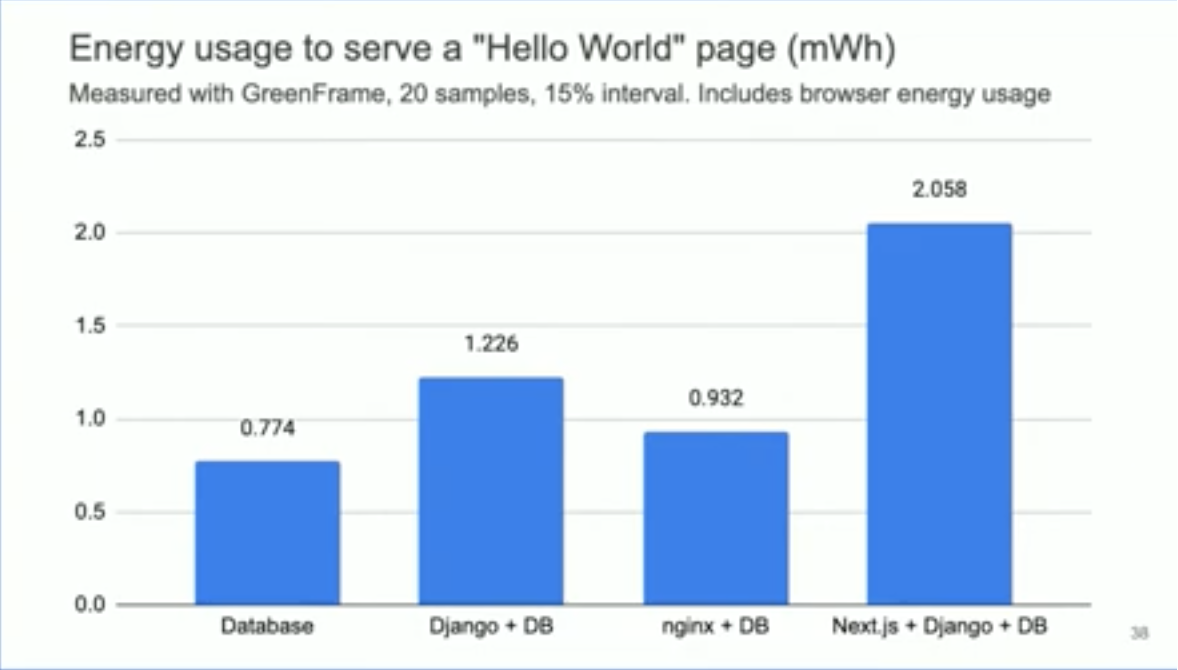 Energy usage to serve a "Hello World" page (mWh)
Measured with GreenFrame, 20 samples, 15% interval. Includes browser energy usage
2.5
2.058
2.0
1.5
1.226
1.0
0.932
0.774
0.5
0.0
Database
Django + DB
nginx + DB
Next.js + Django + DB
38